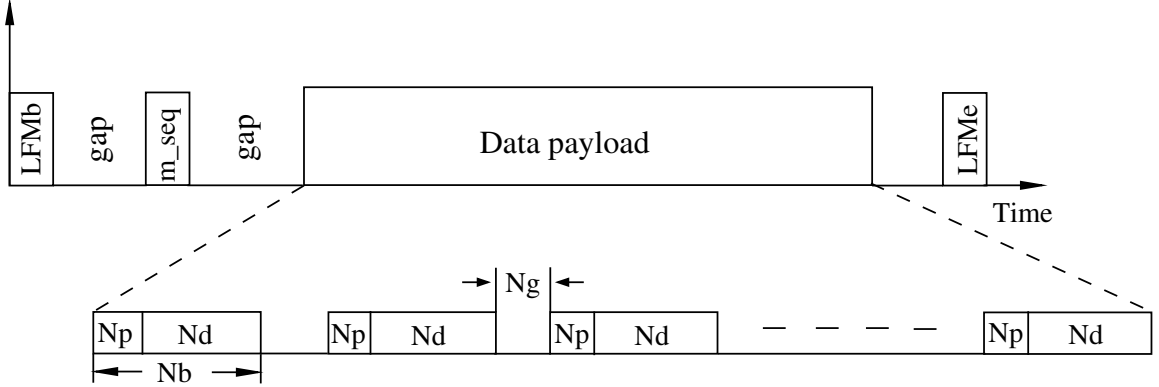 LFMb gap m_seq gap Data payload LFMe
Time
Ng
Np Nd Np Nd Np Nd Np Nd
Nb